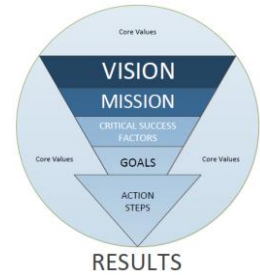 Core Values
VISION
MISSION
CRITICAL SUCCESS
FACTORS
Core Values
Core Values
GOALS
ACTION
STEPS
RESULTS